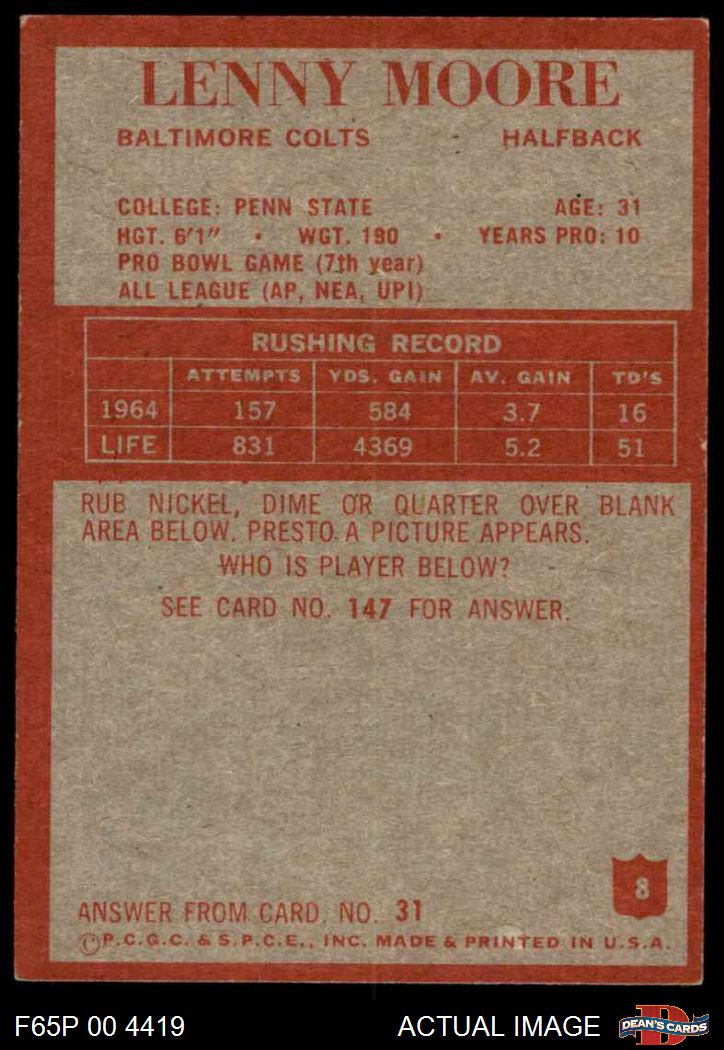 LENNY MOORE
BALTIMORE COLTS HALFBACK
COLLEGE: PENN STATE AGE: 31
HGT. 6'1" • WGT. 190 • YEARS PRO: 10
PRO BOWL GAME (7th year)
ALL LEAGUE (AP, NEA, UPI)
RUSHING RECORD
ATTEMPTS YDS. GAIN AV. GAIN TD'S
1964 157 584 3.7 16
LIFE 831 4369 5.2 51
RUB NICKEL, DIME OR QUARTER OVER BLANK
AREA BELOW. PRESTO. A PICTURE APPEARS.
WHO IS PLAYER BELOW?
SEE CARD NO. 147 FOR ANSWER.
8
ANSWER FROM CARD. NO. 31
©P.C.G.C. & S.P.C.E., INC. MADE & PRINTED IN U.S.A.
F65P 00 4419 ACTUAL IMAGE D DEAN'S CARDS